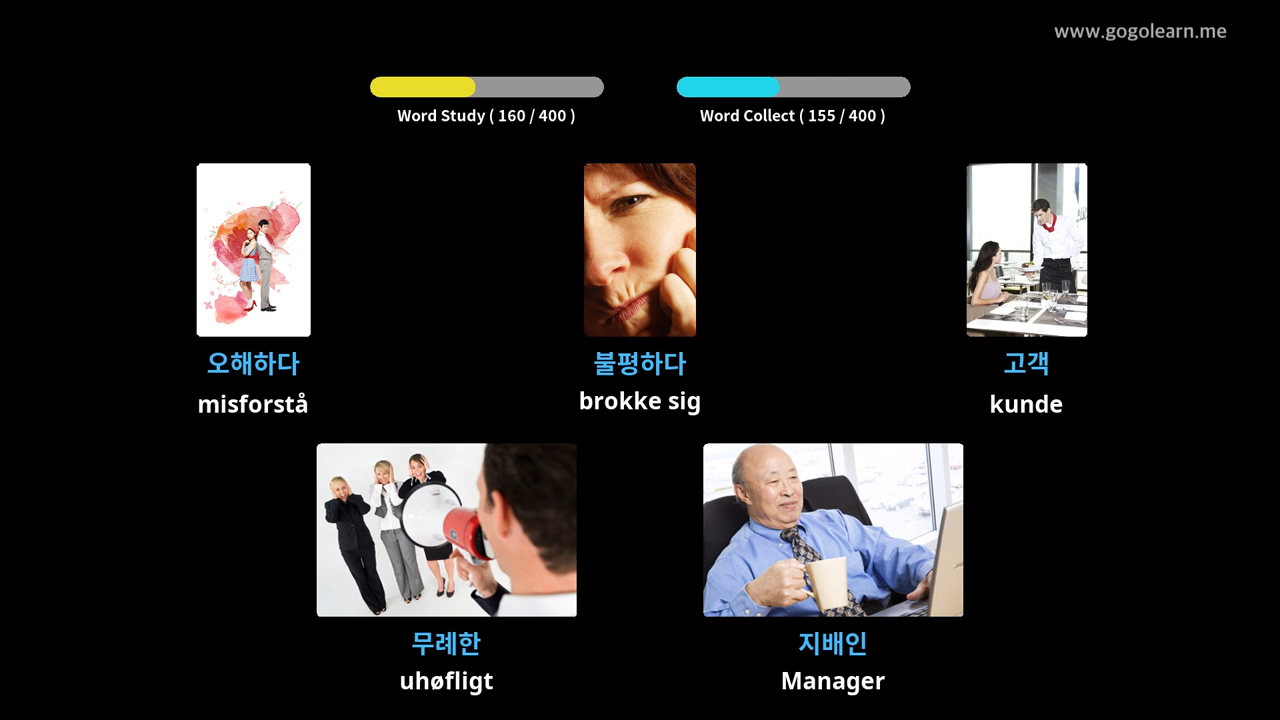 www.gogolearn.me
Word Study ( 160 / 400 )
Word Collect ( 155 / 400 )
오해하다
misforstå
불평하다
brokke sig
고객
kunde
무례한
uhøfligt
지배인
Manager